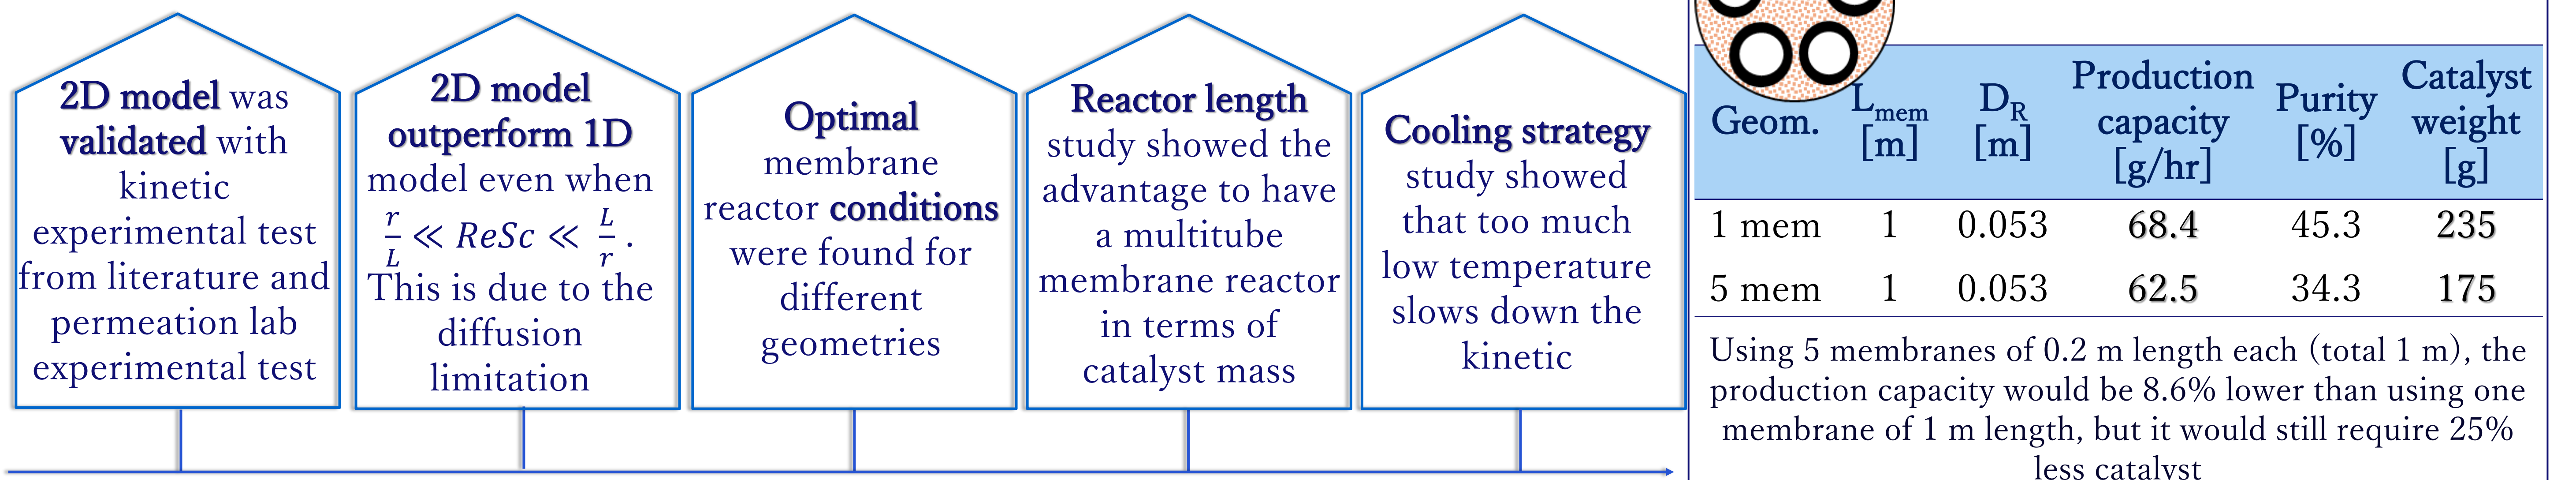 2D model was
validated with
kinetic
experimental test
from literature and
permeation lab
experimental test
2D model
outperform 1D
model even when
r/L ≪ ReSc ≪ L/r .
This is due to the
diffusion
limitation
Optimal
membrane
reactor conditions
were found for
different
geometries
Reactor length
study showed the
advantage to have
a multitube
membrane reactor
in terms of
catalyst mass
Cooling strategy
study showed
that too much
low temperature
slows down the
kinetic
Geom. L_mem [m] D_R [m] Production capacity [g/hr] Purity [%] Catalyst weight [g]
1 mem 1 0.053 68.4 45.3 235
5 mem 1 0.053 62.5 34.3 175
Using 5 membranes of 0.2 m length each (total 1 m), the
production capacity would be 8.6% lower than using one
membrane of 1 m length, but it would still require 25%
less catalyst